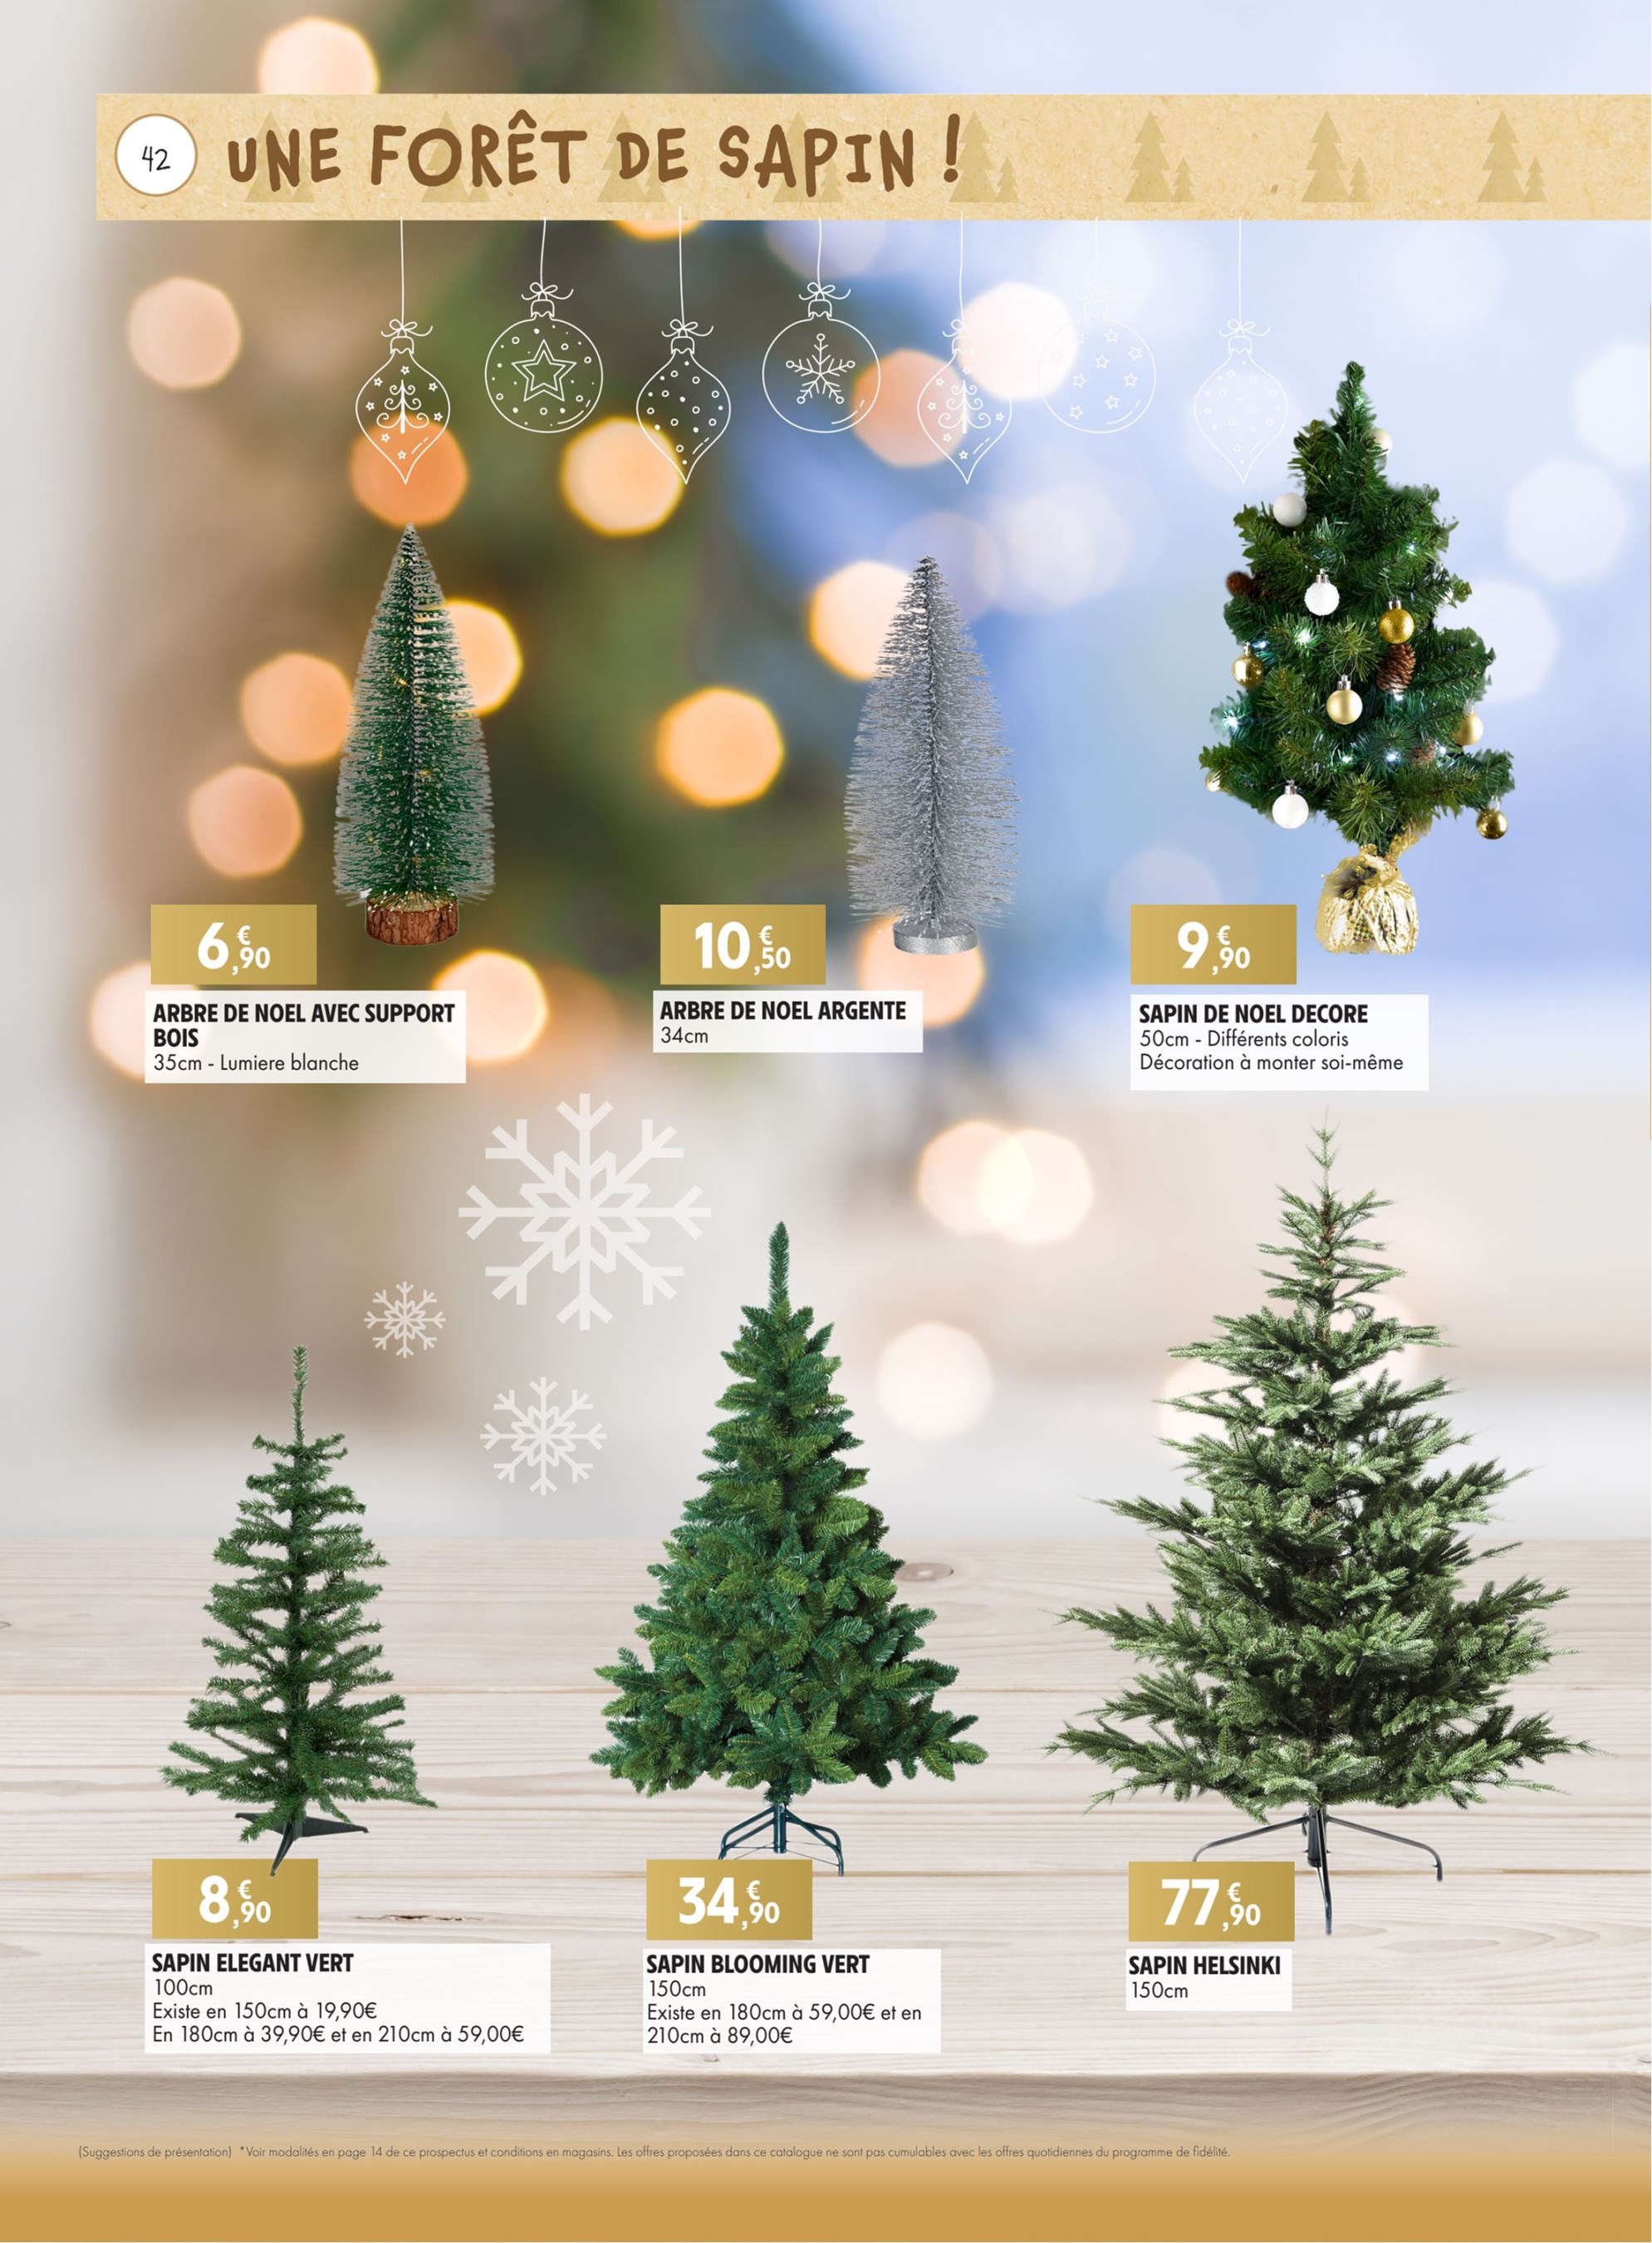 42
UNE FORÊT DE SAPIN !
6,€90
ARBRE DE NOEL AVEC SUPPORT
BOIS
35cm - Lumiere blanche
10,€50
ARBRE DE NOEL ARGENTE
34cm
9,€90
SAPIN DE NOEL DECORE
50cm - Différents coloris
Décoration à monter soi-même
8,€90
SAPIN ELEGANT VERT
100cm
Existe en 150cm à 19,90€
En 180cm à 39,90€ et en 210cm à 59,00€
34,€90
SAPIN BLOOMING VERT
150cm
Existe en 180cm à 59,00€ et en
210cm à 89,00€
77,€90
SAPIN HELSINKI
150cm
(Suggestions de présentation) *Voir modalités en page 14 de ce prospectus et conditions en magasins. Les offres proposées dans ce catalogue ne sont pas cumulables avec les offres quotidiennes du programme de fidélité.